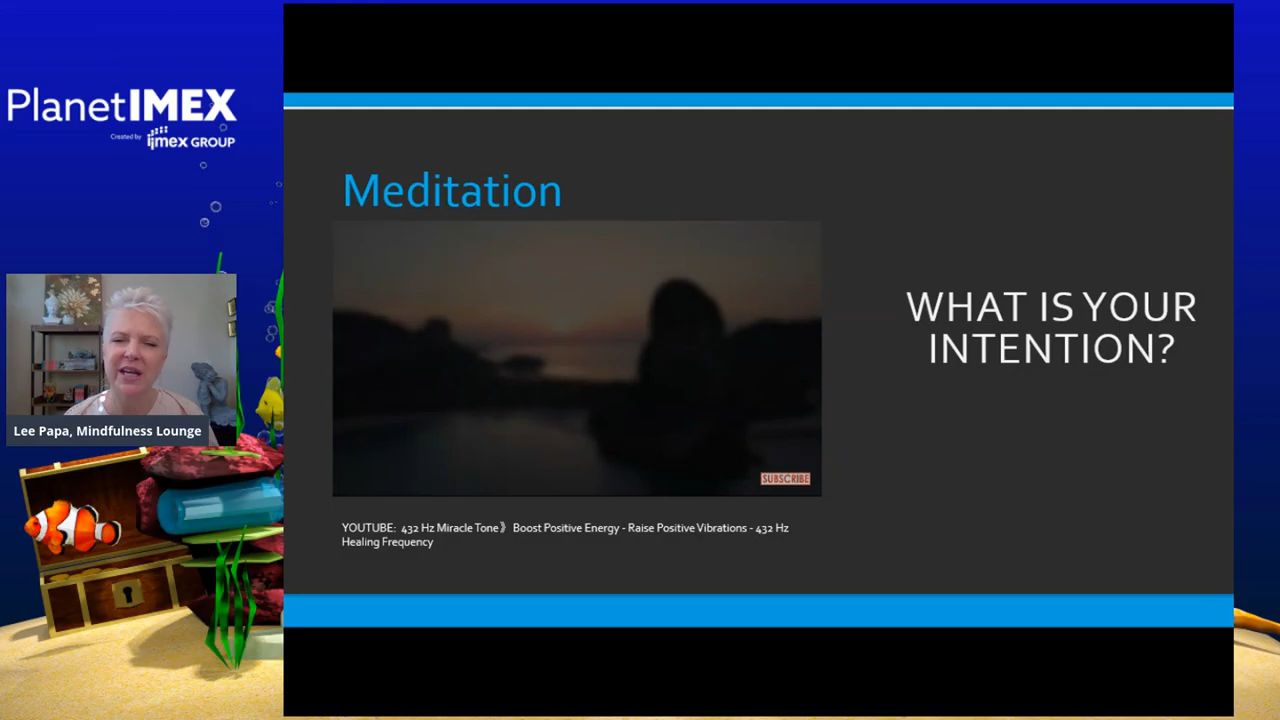 PlanetIMEX
Created by imex GROUP
Lee Papa, Mindfulness Lounge
Meditation
SUBSCRIBE
YOUTUBE: 432 Hz Miracle Tone》 Boost Positive Energy - Raise Positive Vibrations - 432 Hz
Healing Frequency
WHAT IS YOUR
INTENTION?